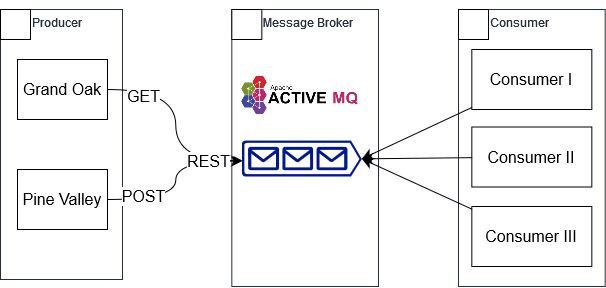 Producer
Grand Oak
GET
Pine Valley
POST
REST
Message Broker
Apache
ACTIVE MQ
Consumer
Consumer I
Consumer II
Consumer III